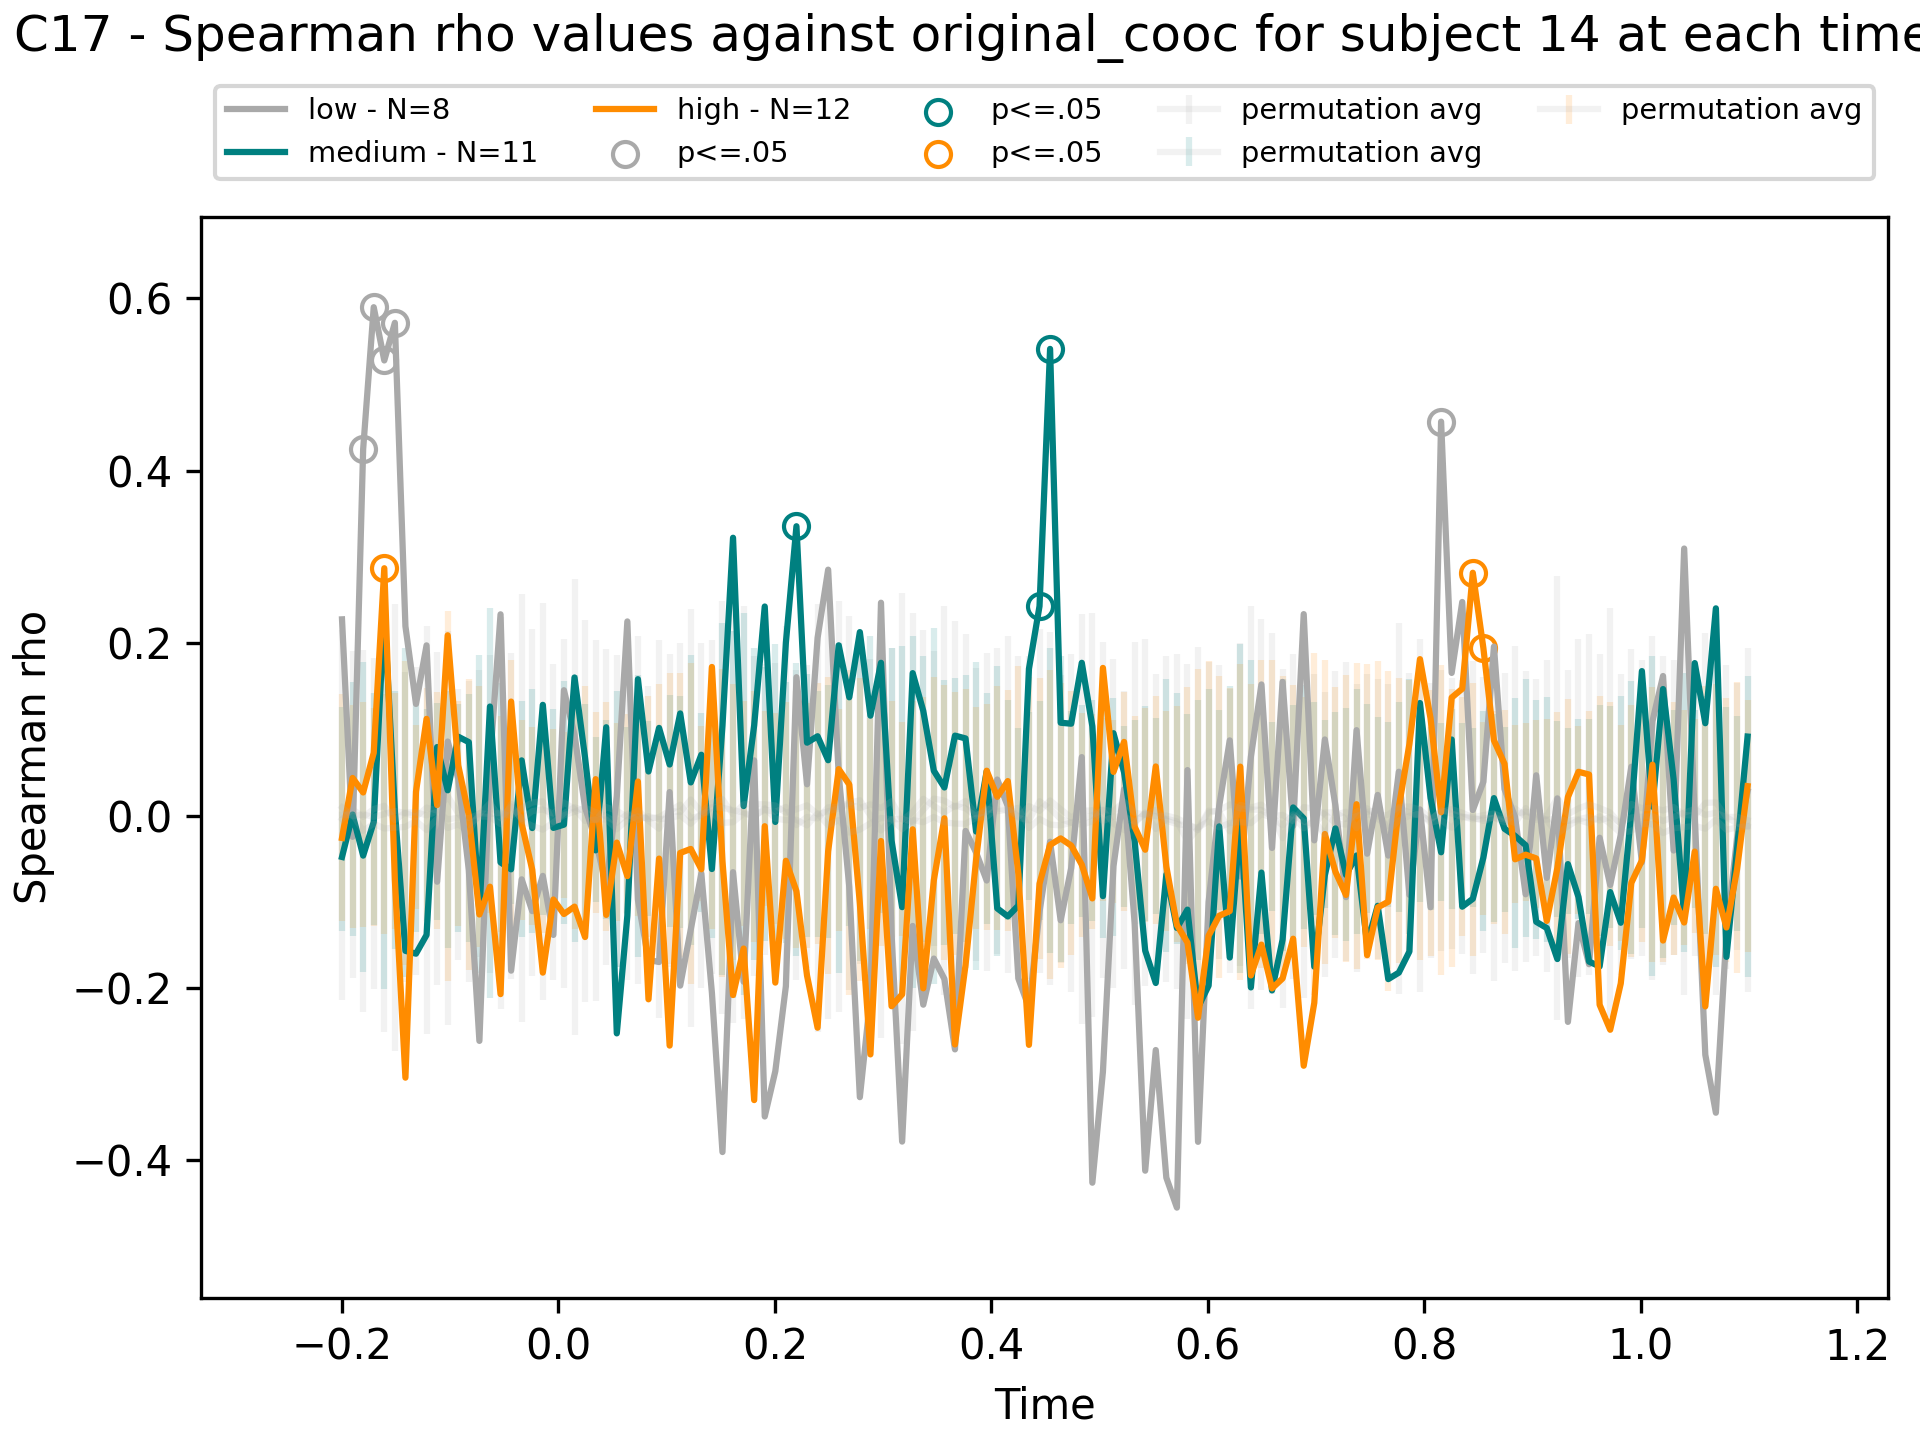 C17 - Spearman rho values against original_cooc for subject 14 at each time
low - N=8
medium - N=11
high - N=12
p<=.05
p<=.05
p<=.05
permutation avg
permutation avg
permutation avg
Spearman rho
0.6
0.4
0.2
0.0
−0.2
−0.4
−0.2 0.0 0.2 0.4 0.6 0.8 1.0 1.2
Time